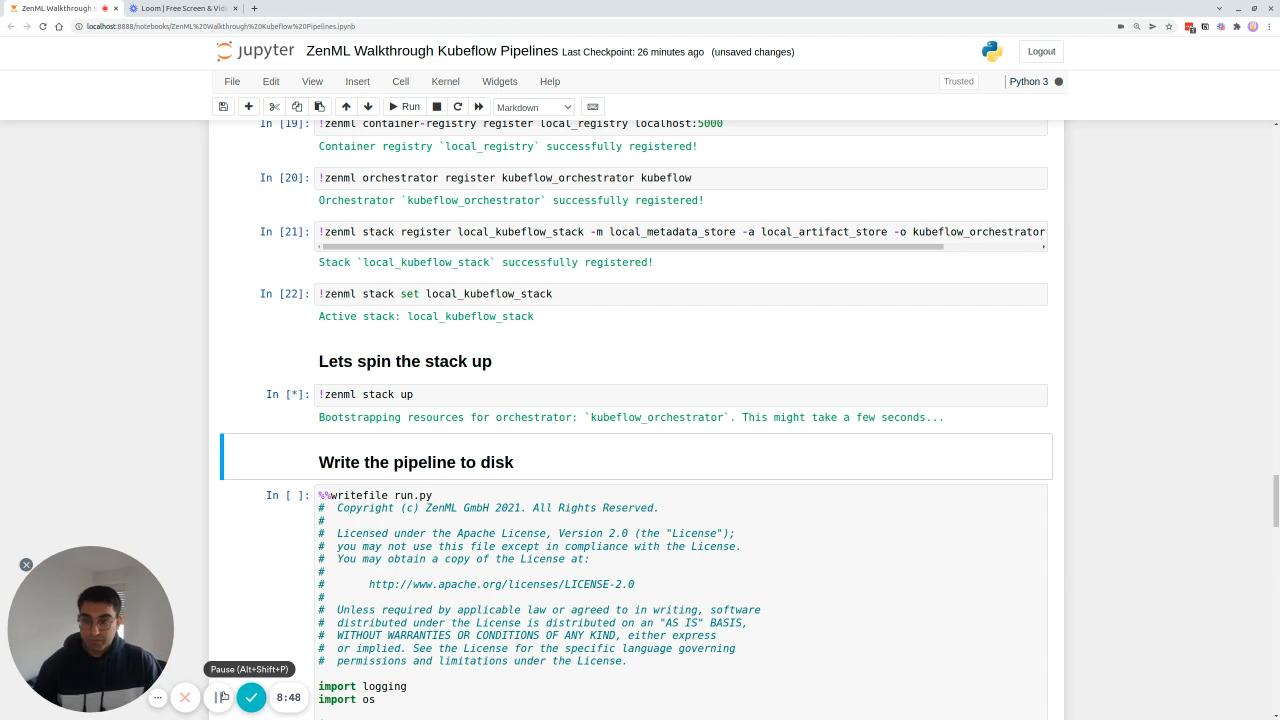 ZenML Walkthrough K
Loom | Free Screen & Vid
localhost:8888/notebooks/ZenML%20Walkthrough%20Kubeflow%20Pipelines.ipynb
jupyter
ZenML Walkthrough Kubeflow Pipelines Last Checkpoint: 26 minutes ago (unsaved changes)
Logout
File Edit View Insert Cell Kernel Widgets Help
Trusted
Python 3
Run
Markdown
In [19]: !zenml container-registry register local_registry localhost:5000
Container registry `local_registry` successfully registered!
In [20]: !zenml orchestrator register kubeflow_orchestrator kubeflow
Orchestrator `kubeflow_orchestrator` successfully registered!
In [21]: !zenml stack register local_kubeflow_stack -m local_metadata_store -a local_artifact_store -o kubeflow_orchestrator
Stack `local_kubeflow_stack` successfully registered!
In [22]: !zenml stack set local_kubeflow_stack
Active stack: local_kubeflow_stack
Lets spin the stack up
In [*]: !zenml stack up
Bootstrapping resources for orchestrator: `kubeflow_orchestrator`. This might take a few seconds...
Write the pipeline to disk
In [ ]: %%writefile run.py
# Copyright (c) ZenML GmbH 2021. All Rights Reserved.
#
# Licensed under the Apache License, Version 2.0 (the "License");
# you may not use this file except in compliance with the License.
# You may obtain a copy of the License at:
#
# http://www.apache.org/licenses/LICENSE-2.0
#
# Unless required by applicable law or agreed to in writing, software
# distributed under the License is distributed on an "AS IS" BASIS,
# WITHOUT WARRANTIES OR CONDITIONS OF ANY KIND, either express
# or implied. See the License for the specific language governing
# permissions and limitations under the License.
import logging
import os
Pause (Alt+Shift+P)
8:48